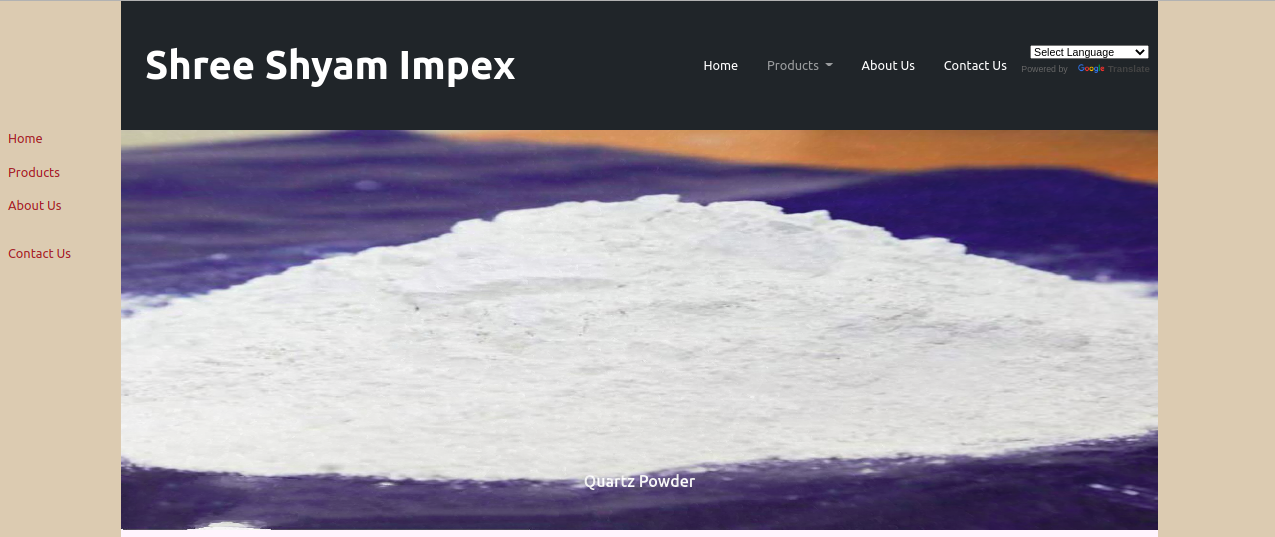 Shree Shyam Impex
Home
Products
About Us
Contact Us
Select Language
Powered by Google Translate
Home
Products
About Us
Contact Us
Quartz Powder